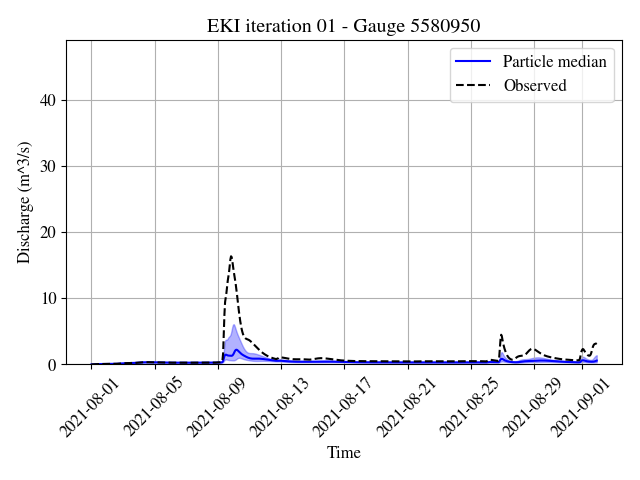 EKI iteration 01 - Gauge 5580950
Particle median
Observed
Discharge (m^3/s)
40
30
20
10
0
2021-08-01
2021-08-05
2021-08-09
2021-08-13
2021-08-17
2021-08-21
2021-08-25
2021-08-29
2021-09-01
Time